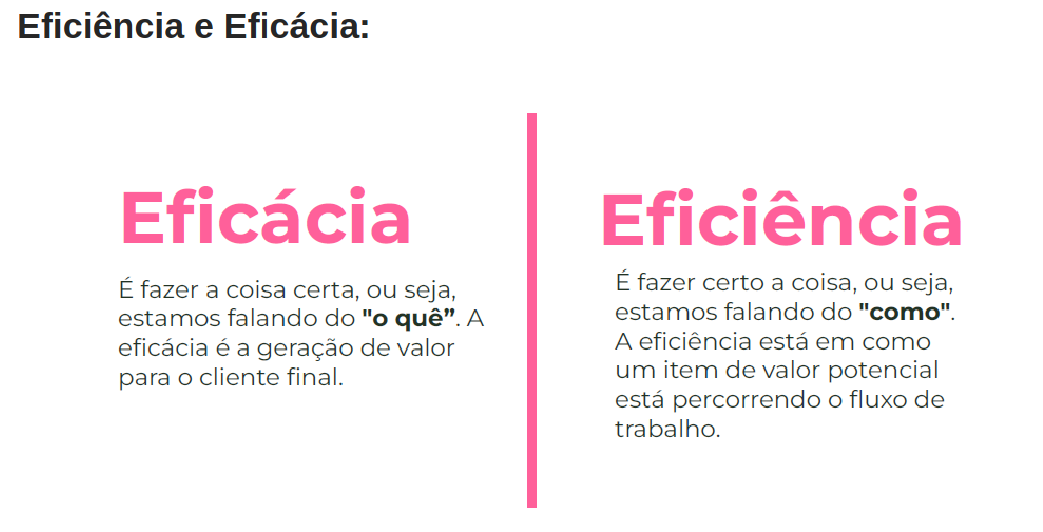 Eficiência e Eficácia:
Eficácia
É fazer a coisa certa, ou seja,
estamos falando do "o quê”. A
eficácia é a geração de valor
para o cliente final.
Eficiência
É fazer certo a coisa, ou seja,
estamos falando do "como".
A eficiência está em como
um item de valor potencial
está percorrendo o fluxo de
trabalho.